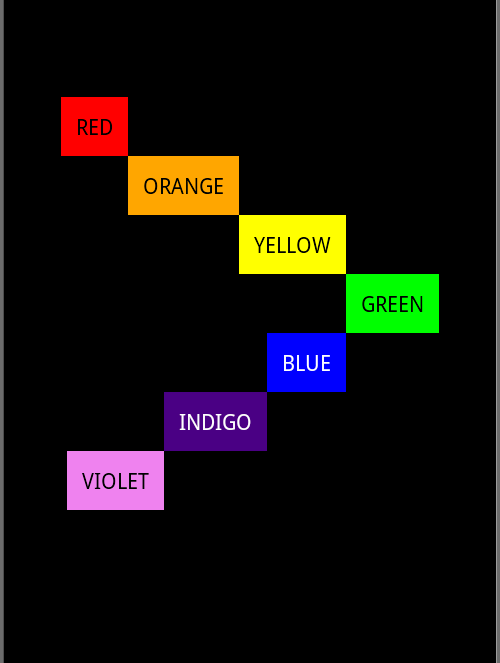 RED
ORANGE
YELLOW
GREEN
BLUE
INDIGO
VIOLET